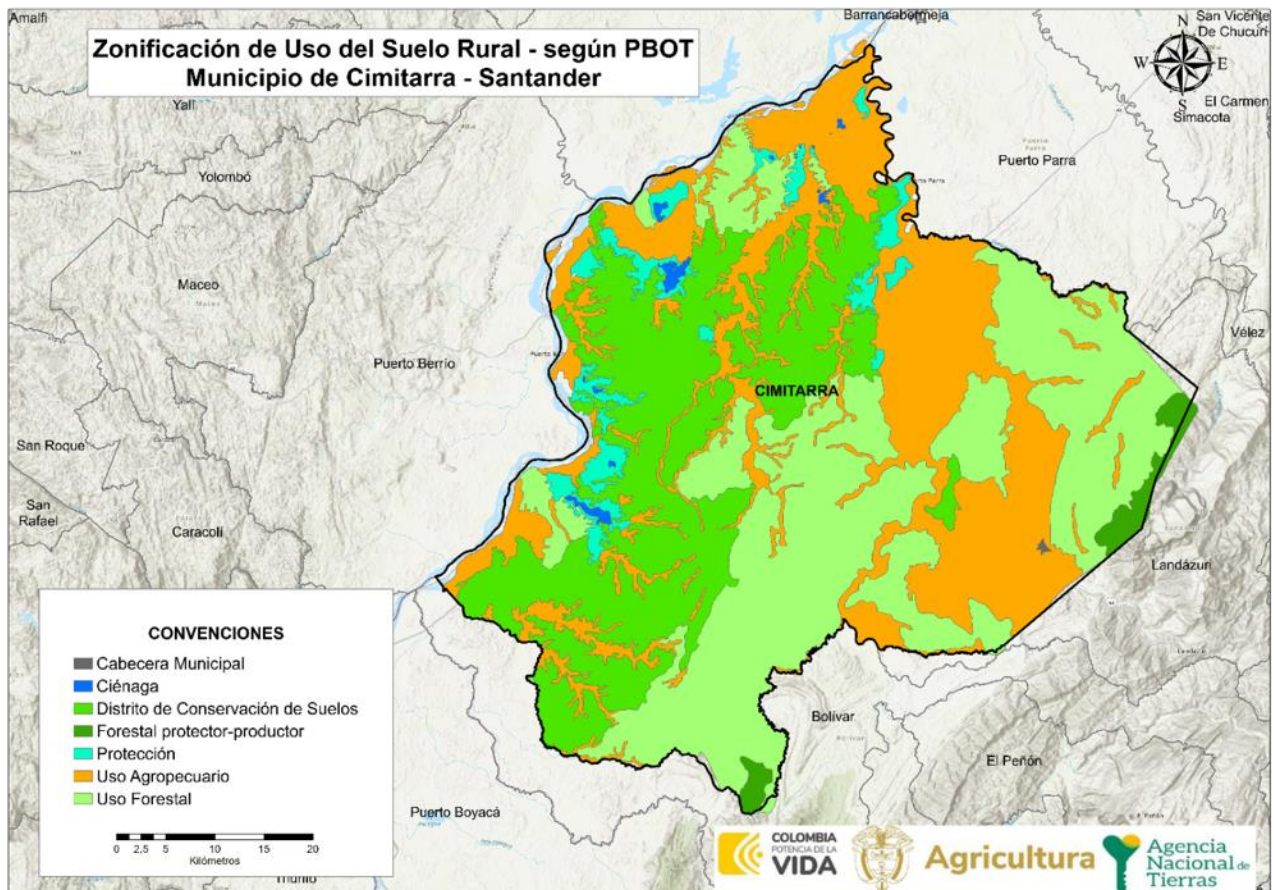 Zonificación de Uso del Suelo Rural - según PBOT
Municipio de Cimitarra - Santander
Amalfi
Barrancabermeja
N
San Vicente
De Chucurí
W
E
S
El Carmen
Simacota
Yalí
Yolombó
Puerto Parra
Maceo
Maceo
Vélez
Puerto Berrío
CIMITARRA
San Roque
San
Rafael
Caracolí
Landázuri
Bolívar
El Peñón
Puerto Boyacá
CONVENCIONES
Cabecera Municipal
Ciénaga
Distrito de Conservación de Suelos
Forestal protector-productor
Protección
Uso Agropecuario
Uso Forestal
0 2,5 5 10 15 20
Kilómetros
COLOMBIA
POTENCIA DE LA
VIDA
Agricultura
Agencia
Nacional de
Tierras